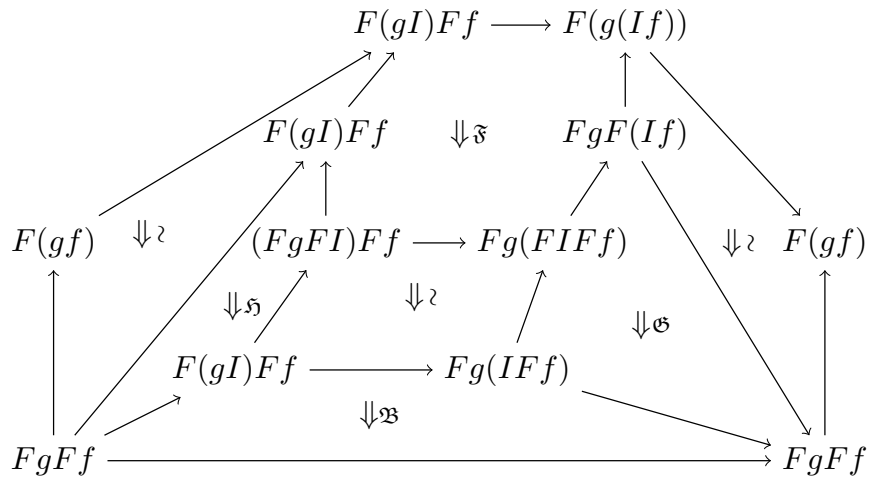 F(gI)Ff F(g(If))
F(gI)Ff ⇓𝔉 FgF(If)
F(gf) ⇓≀ (FgFI)Ff Fg(FIFf) ⇓≀ F(gf)
⇓ℌ ⇓≀ ⇓𝔊
F(gI)Ff Fg(IFf)
⇓𝔅
FgFf FgFf